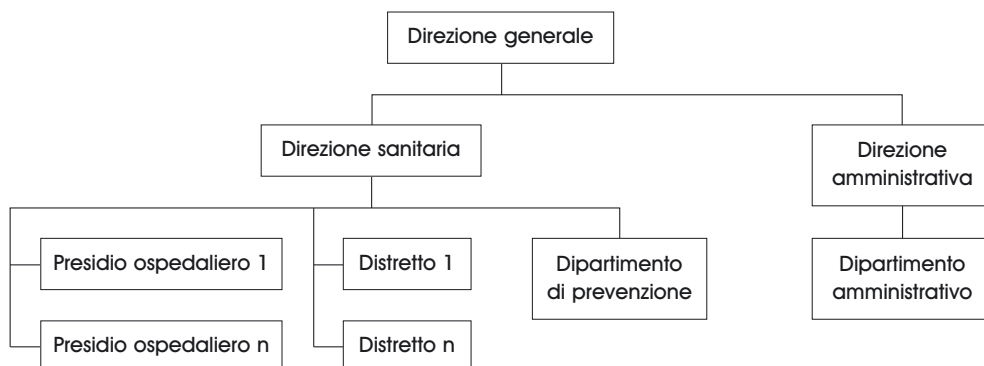 Direzione generale
Direzione sanitaria
Direzione
amministrativa
Presidio ospedaliero 1
Distretto 1
Dipartimento
di prevenzione
Dipartimento
amministrativo
Presidio ospedaliero n
Distretto n